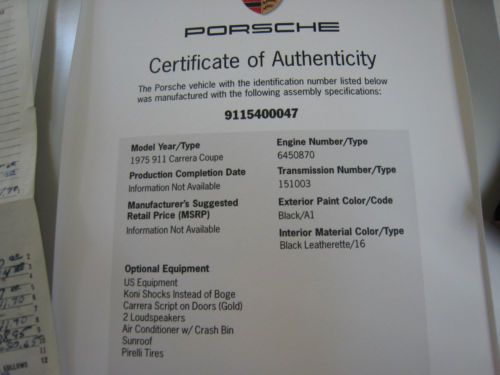 PORSCHE
Certificate of Authenticity
The Porsche vehicle with the identification number listed below
was manufactured with the following assembly specifications:
9115400047
Model Year/Type
1975 911 Carrera Coupe
Production Completion Date
Information Not Available
Manufacturer's Suggested
Retail Price (MSRP)
Information Not Available
Engine Number/Type
6450870
Transmission Number/Type
151003
Exterior Paint Color/Code
Black/A1
Interior Material Color/Type
Black Leatherette/16
Optional Equipment
US Equipment
Koni Shocks Instead of Boge
Carrera Script on Doors (Gold)
2 Loudspeakers
Air Conditioner w/ Crash Bin
Sunroof
Pirelli Tires